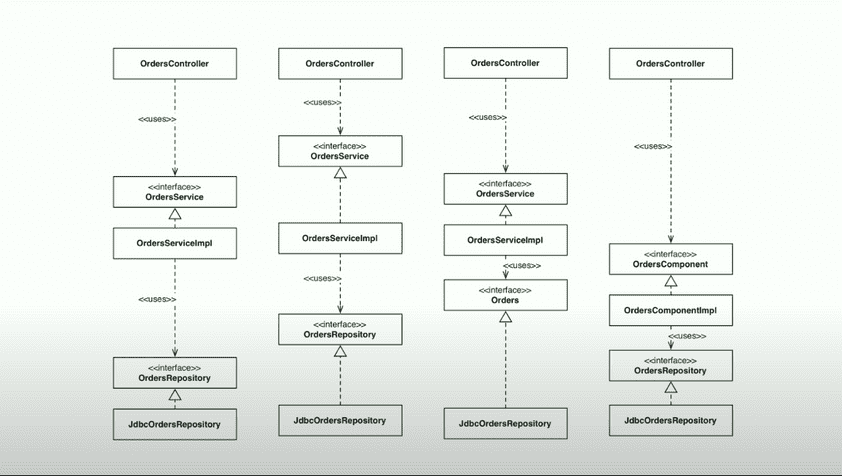 OrdersController
<<uses>>
<<interface>>
OrdersService
OrdersServiceImpl
<<uses>>
<<interface>>
OrdersRepository
JdbcOrdersRepository
OrdersController
<<uses>>
<<interface>>
OrdersService
OrdersServiceImpl
<<uses>>
<<interface>>
OrdersRepository
JdbcOrdersRepository
OrdersController
<<uses>>
<<interface>>
OrdersService
OrdersServiceImpl
<<uses>>
<<interface>>
Orders
JdbcOrdersRepository
OrdersController
<<uses>>
<<interface>>
OrdersComponent
OrdersComponentImpl
<<uses>>
<<interface>>
OrdersRepository
JdbcOrdersRepository